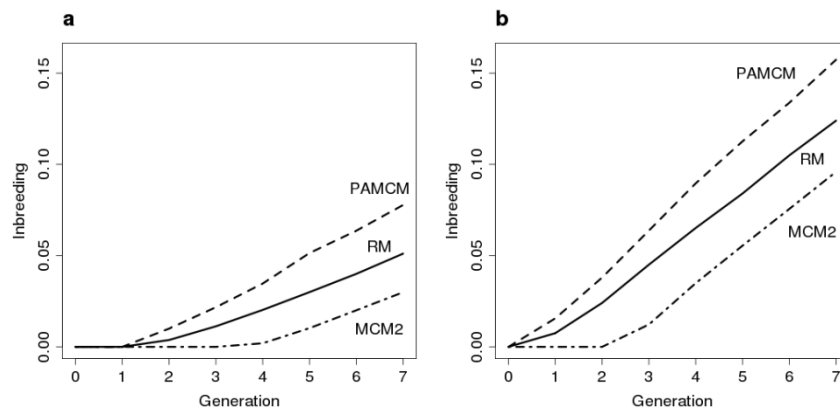 a
0.15
0.10
0.05
0.00
Inbreeding
PAMCM
RM
MCM2
0 1 2 3 4 5 6 7
Generation
b
0.15
0.10
0.05
0.00
Inbreeding
PAMCM
RM
MCM2
0 1 2 3 4 5 6 7
Generation